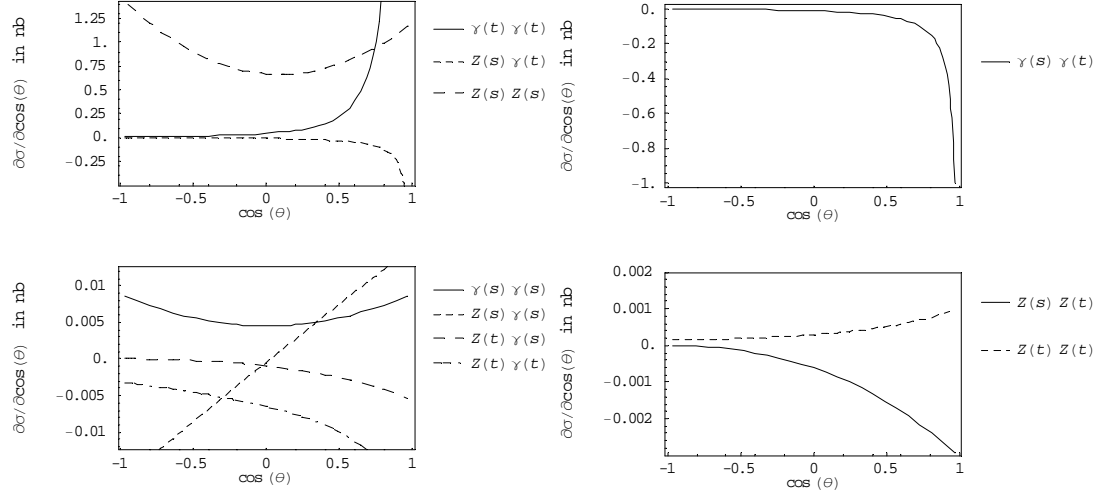 ∂σ/∂cos(θ) in nb
1.25
1.
0.75
0.5
0.25
0.
-0.25
-1 -0.5 0 0.5 1
cos (θ)
γ(t) γ(t)
Z(s) γ(t)
Z(s) Z(s)
∂σ/∂cos(θ) in nb
0.
-0.2
-0.4
-0.6
-0.8
-1.
-1 -0.5 0 0.5 1
cos (θ)
γ(s) γ(t)
∂σ/∂cos(θ) in nb
0.01
0.005
0.
-0.005
-0.01
-1 -0.5 0 0.5 1
cos (θ)
γ(s) γ(s)
Z(s) γ(s)
Z(t) γ(s)
Z(t) γ(t)
∂σ/∂cos(θ) in nb
0.002
0.001
0.
-0.001
-0.002
-1 -0.5 0 0.5 1
cos (θ)
Z(s) Z(t)
Z(t) Z(t)